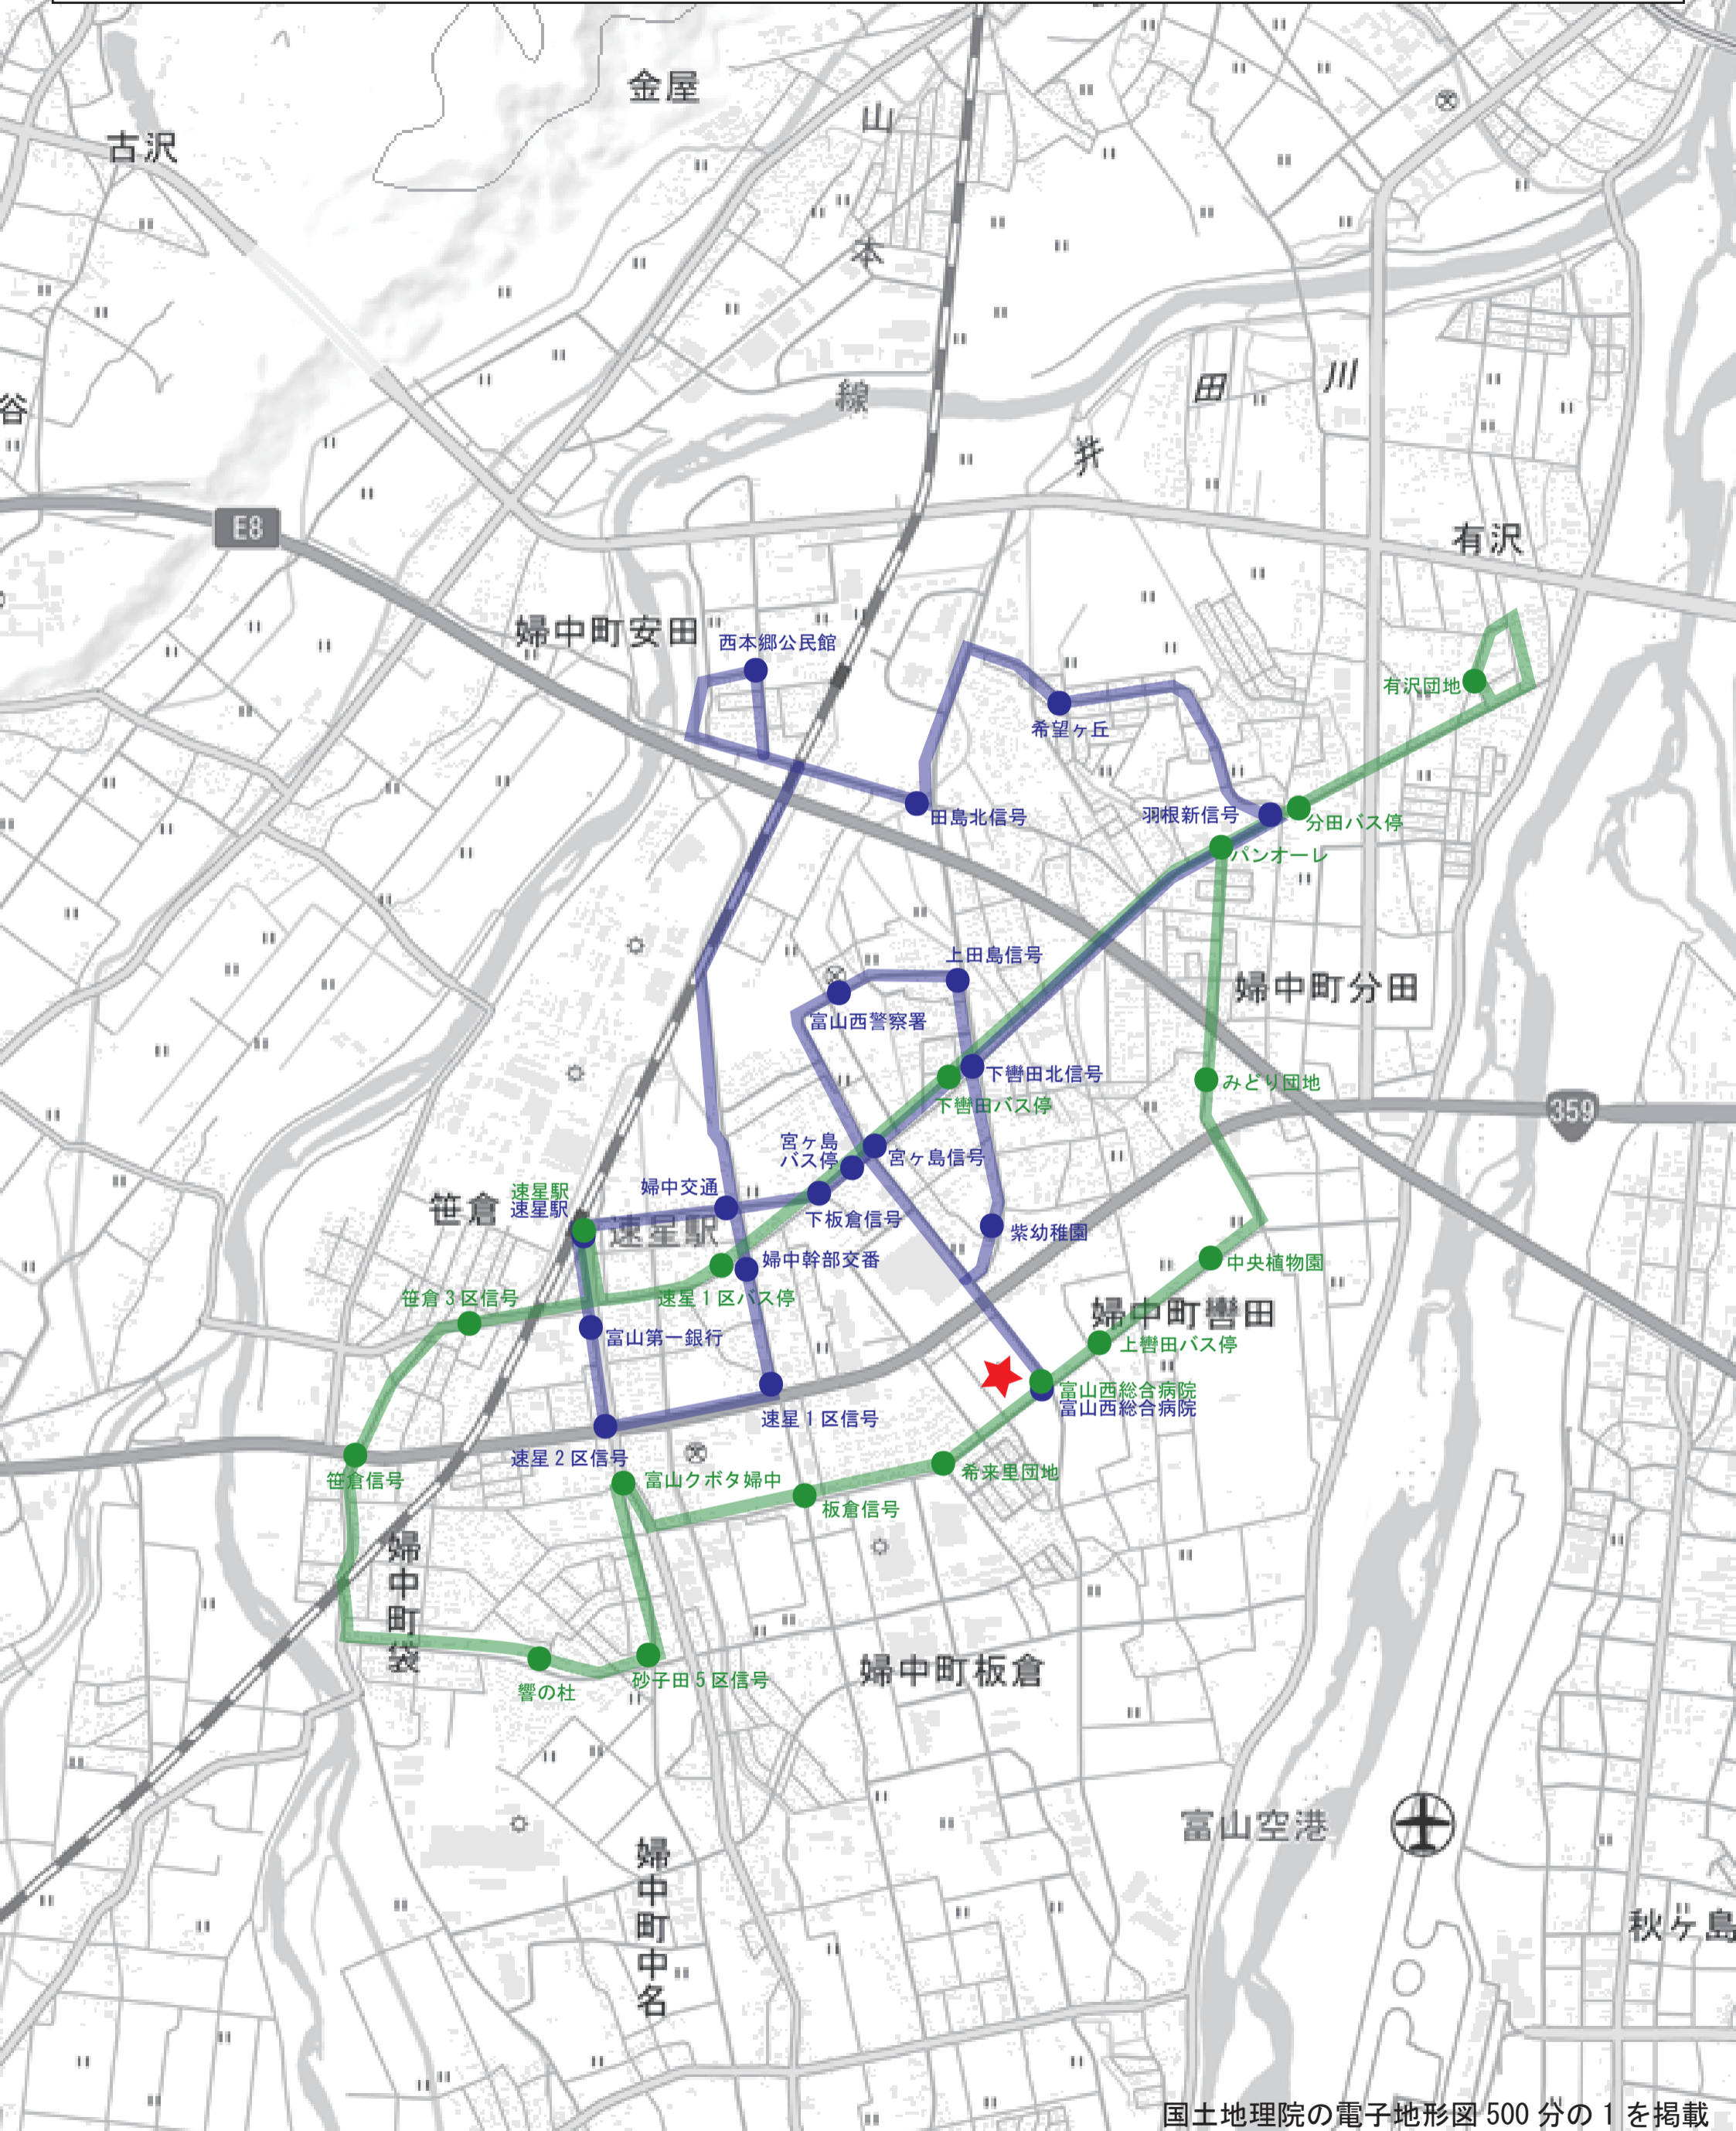 金屋
山
古沢
本
川
田
線
谷
井
E8
有沢
婦中町安田
西本郷公民館
有沢団地
希望ヶ丘
田島北信号
羽根新信号
分田バス停
パンオーレ
上田島信号
婦中町分田
富山西警察署
下轡田北信号
みどり団地
下轡田バス停
359
宮ヶ島
バス停
宮ヶ島信号
婦中交通
速星駅
速星駅
笹倉
速星駅
下板倉信号
紫幼稚園
婦中幹部交番
中央植物園
速星1区バス停
笹倉3区信号
婦中町轡田
富山第一銀行
上轡田バス停
富山西総合病院
富山西総合病院
速星1区信号
速星2区信号
希来里団地
笹倉信号
富山クボタ婦中
板倉信号
婦中町袋
婦中町板倉
砂子田5区信号
響の杜
富山空港
婦中町中名
秋ヶ島
国土地理院の電子地形図500分の1を掲載